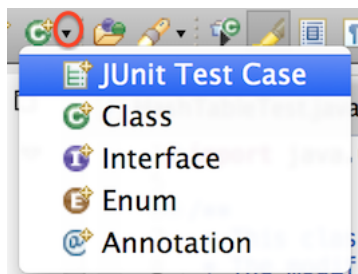 JUnit Test Case
Class
Interface
Enum
Annotation